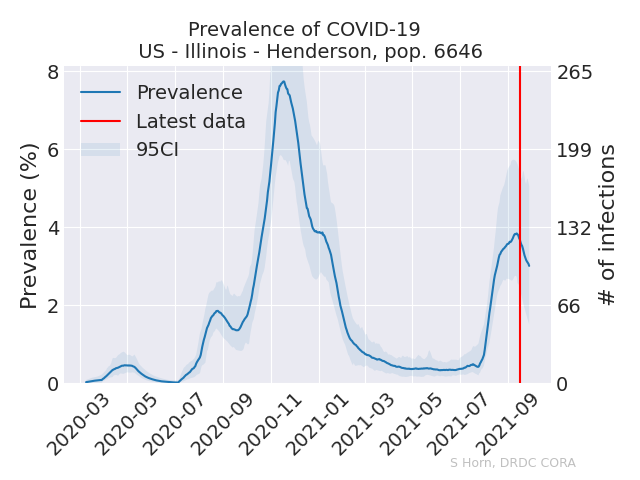 Prevalence of COVID-19
US - Illinois - Henderson, pop. 6646
Prevalence (%)
8
6
4
2
0
Prevalence
Latest data
95CI
265
199
132
66
0
# of infections
2020-03
2020-05
2020-07
2020-09
2020-11
2021-01
2021-03
2021-05
2021-07
2021-09
S Horn, DRDC CORA